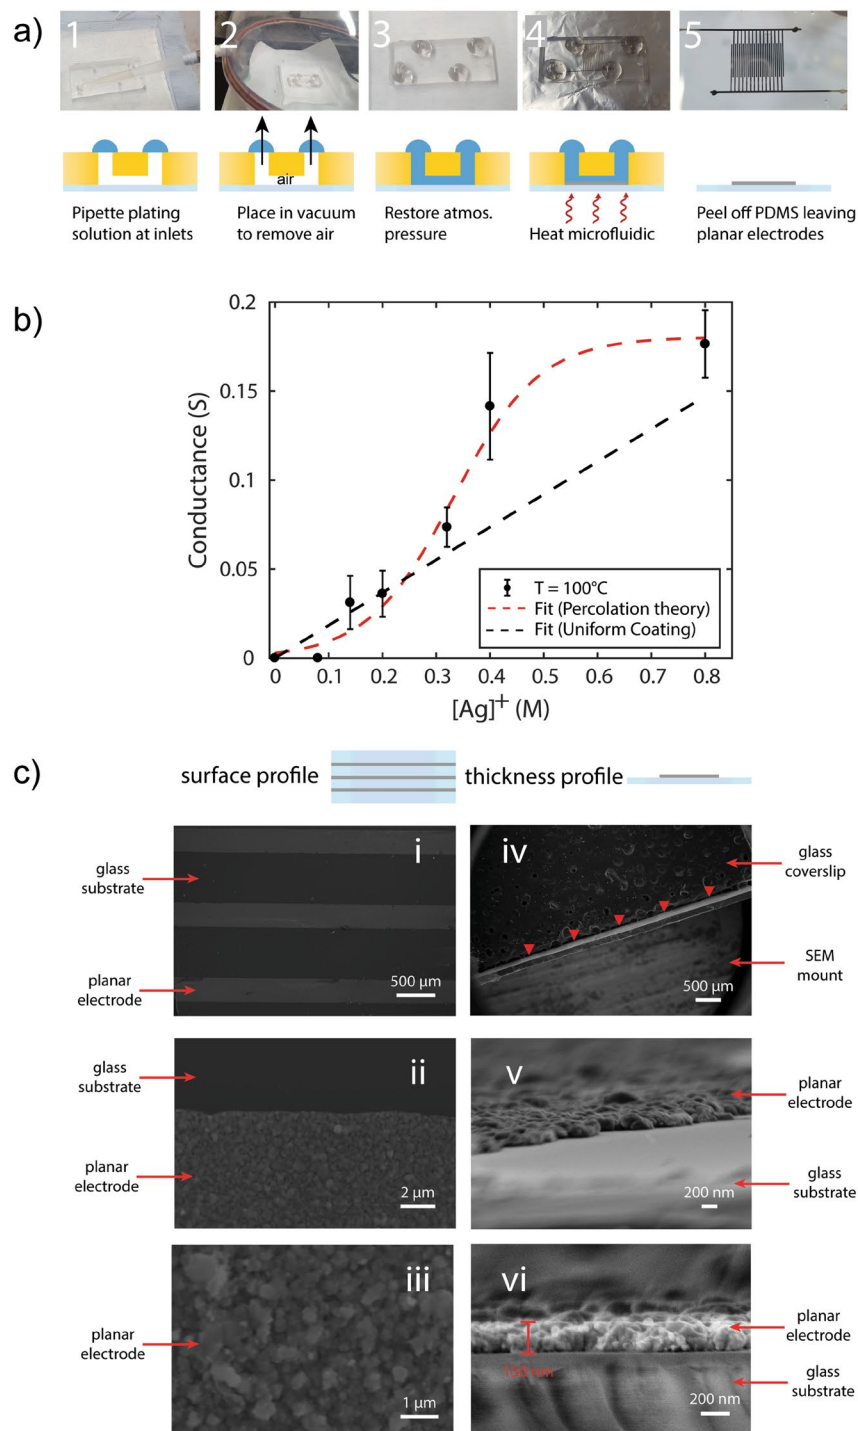 a)
1
2
3
4
5
air
Pipette plating
solution at inlets
Place in vacuum
to remove air
Restore atmos.
pressure
Heat microfluidic
Peel off PDMS leaving
planar electrodes
b)
0.2
0.15
0.1
0.05
0
Conductance (S)
0 0.1 0.2 0.3 0.4 0.5 0.6 0.7 0.8
[Ag]⁺ (M)
T = 100°C
Fit (Percolation theory)
Fit (Uniform Coating)
c)
surface profile
thickness profile
i
glass
substrate
planar
electrode
500 µm
iv
glass
coverslip
SEM
mount
500 µm
ii
glass
substrate
planar
electrode
2 µm
v
planar
electrode
glass
substrate
200 nm
iii
planar
electrode
1 µm
vi
planar
electrode
150 nm
glass
substrate
200 nm